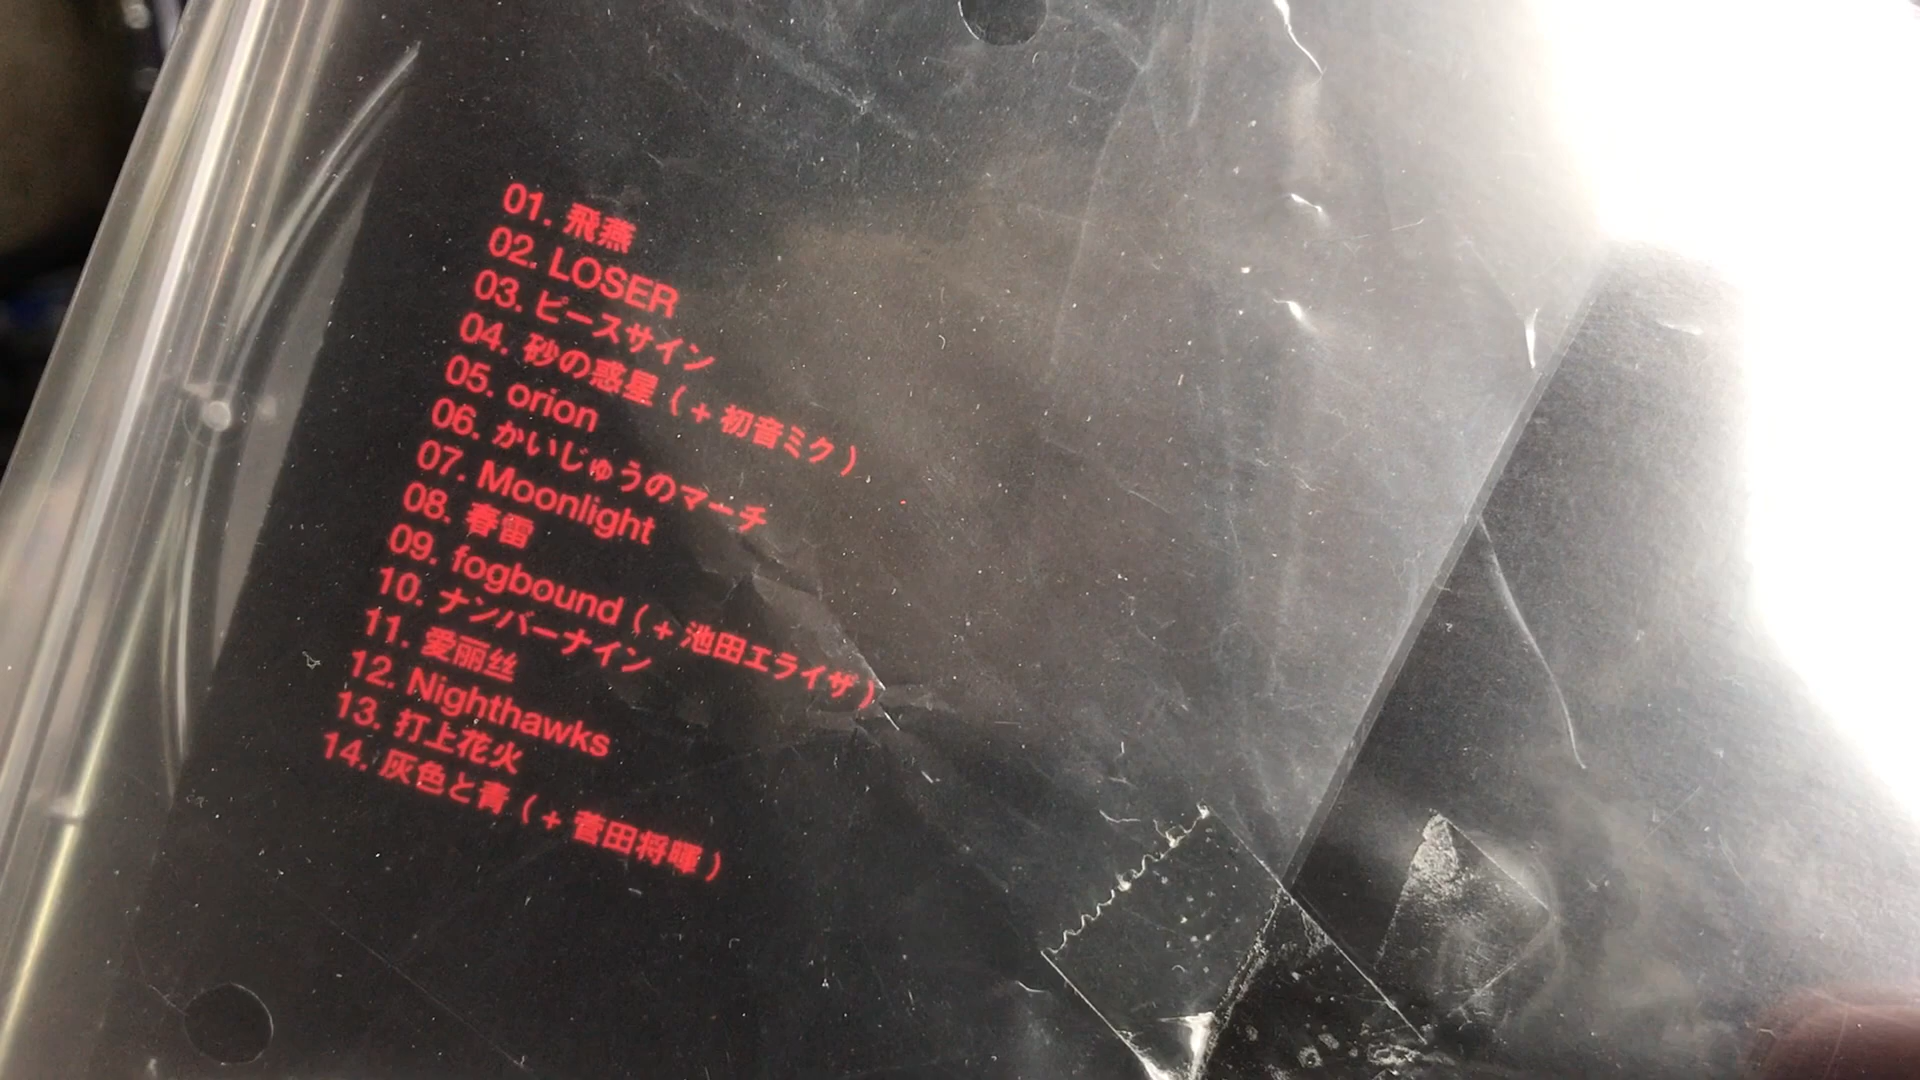 01. 飛燕
02. LOSER
03. ピースサイン
04. 砂の惑星 ( + 初音ミク )
05. orion
06. かいじゅうのマーチ
07. Moonlight
08. 春雷
09. fogbound ( + 池田エライザ )
10. ナンバーナイン
11. 爱丽丝
12. Nighthawks
13. 打上花火
14. 灰色と青 ( + 菅田将暉 )